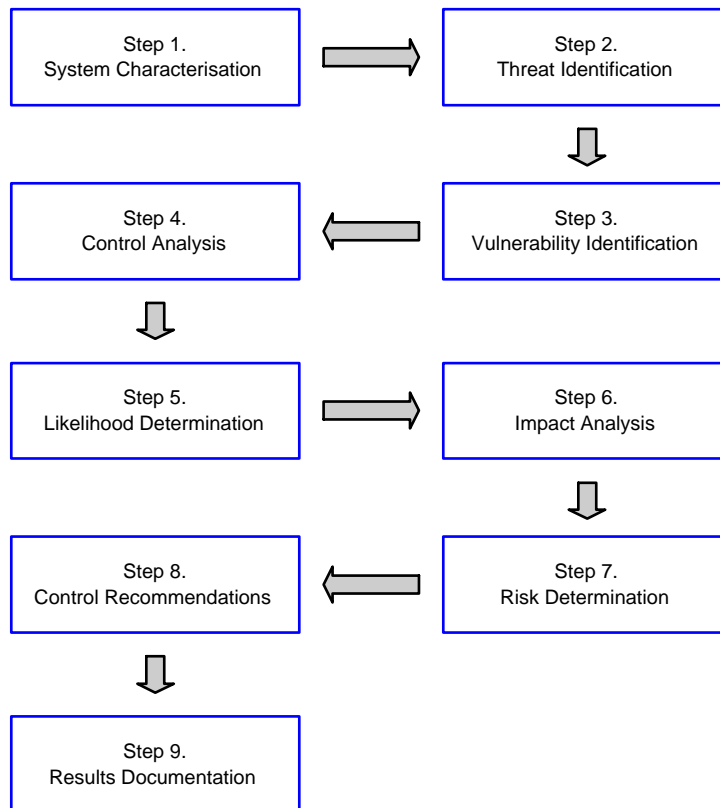 Step 1.
System Characterisation
Step 2.
Threat Identification
Step 3.
Vulnerability Identification
Step 4.
Control Analysis
Step 5.
Likelihood Determination
Step 6.
Impact Analysis
Step 7.
Risk Determination
Step 8.
Control Recommendations
Step 9.
Results Documentation